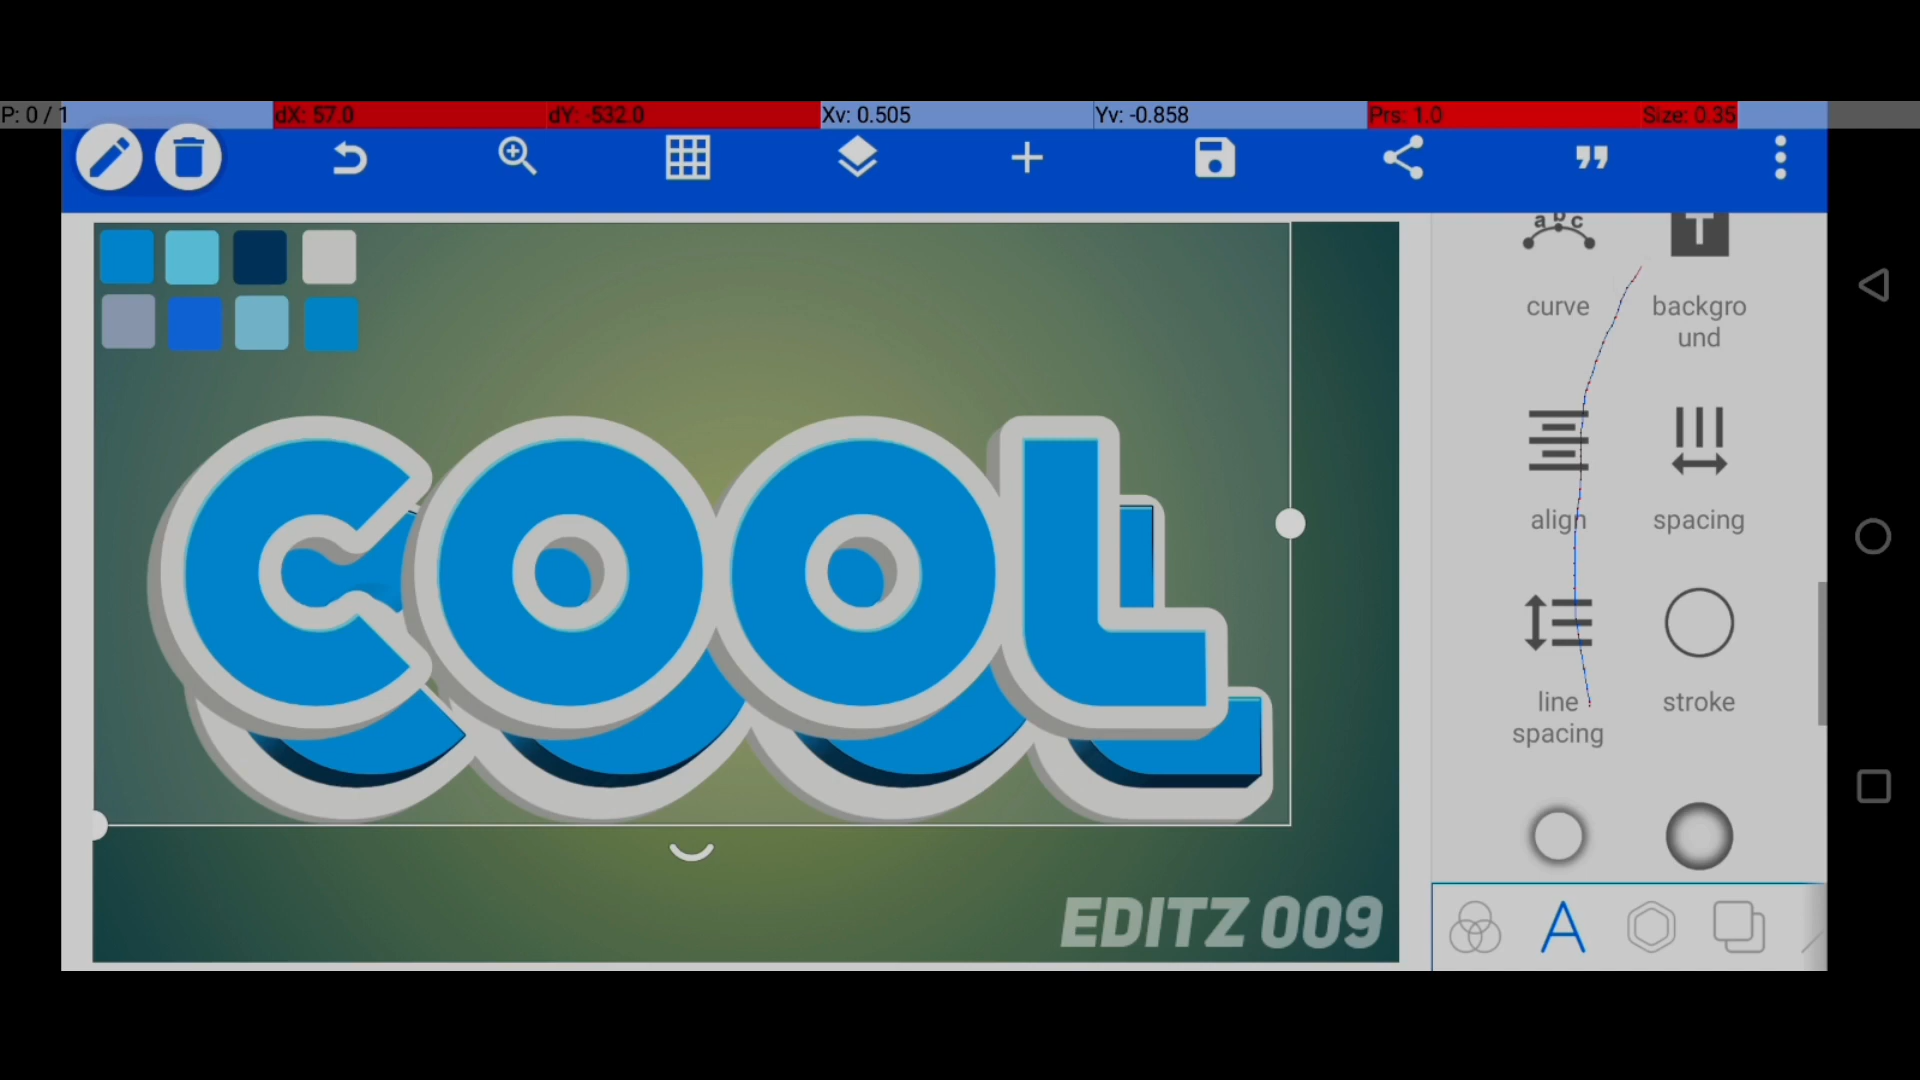 P: 0 / 1 dX: 57.0 dY: -532.0 Xv: 0.505 Yv: -0.858 Prs: 1.0 Size: 0.35
a b c T
curve backgro
und
COOL
align spacing
line stroke
spacing
EDITZ 009
A